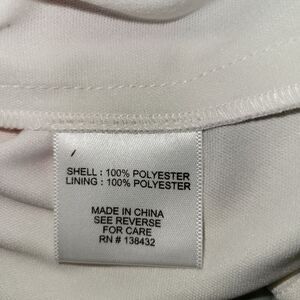 SHELL : 100% POLYESTER
LINING : 100% POLYESTER
MADE IN CHINA
SEE REVERSE
FOR CARE
RN # 138432